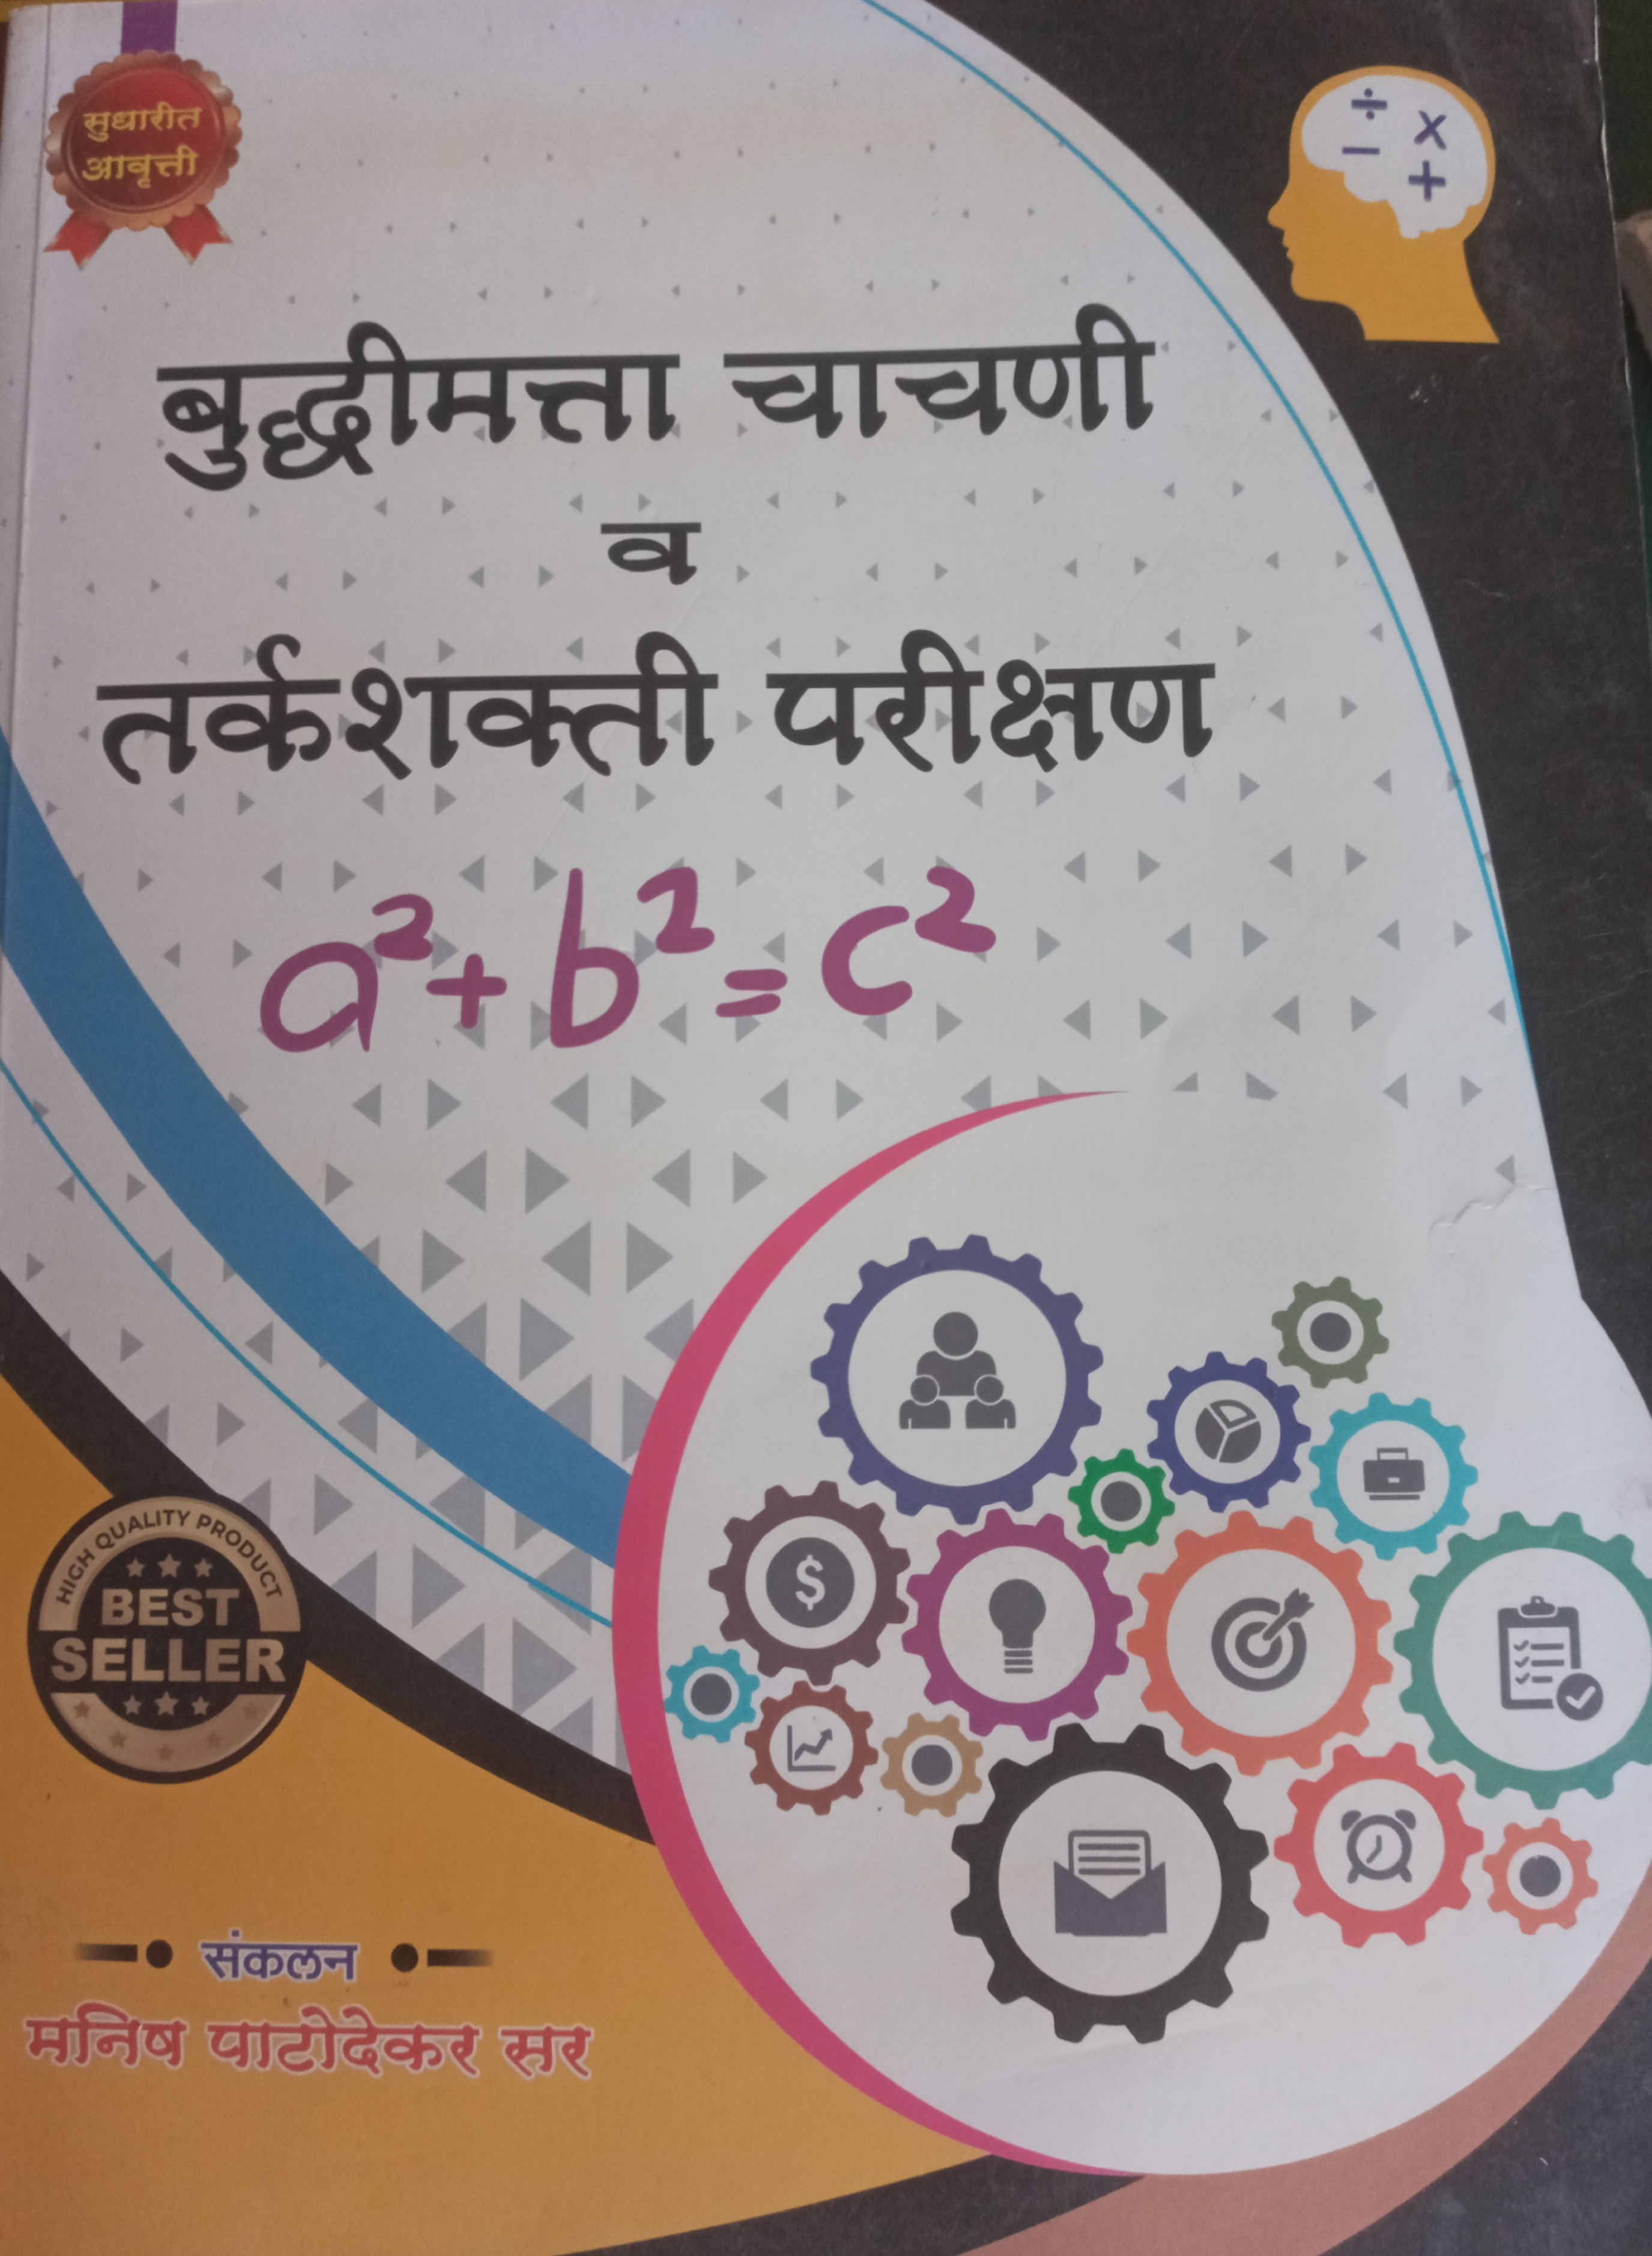 सुधारीत
आवृत्ती
÷ x
− +
बुद्धीमत्ता चाचणी
व
तर्कशक्ती परीक्षण
a²+b²=c²
$
HIGH QUALITY PRODUCT
BEST
SELLER
संकलन
मनिष पाटोदेकर सर